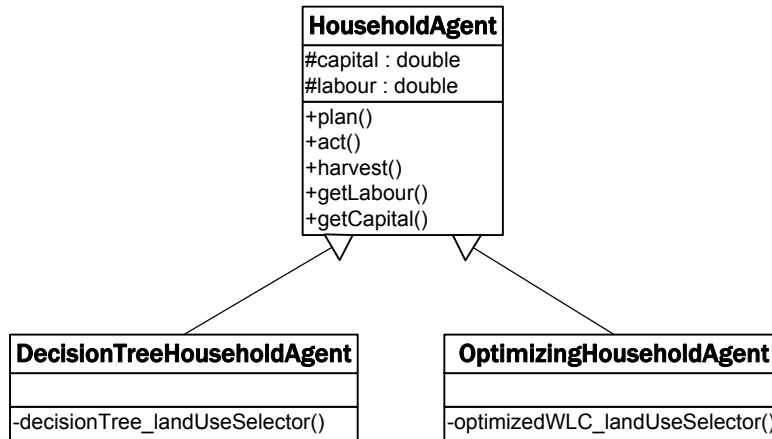 HouseholdAgent
#capital : double
#labour : double
+plan()
+act()
+harvest()
+getLabour()
+getCapital()
DecisionTreeHouseholdAgent
-decisionTree_landUseSelector()
OptimizingHouseholdAgent
-optimizedWLC_landUseSelector()